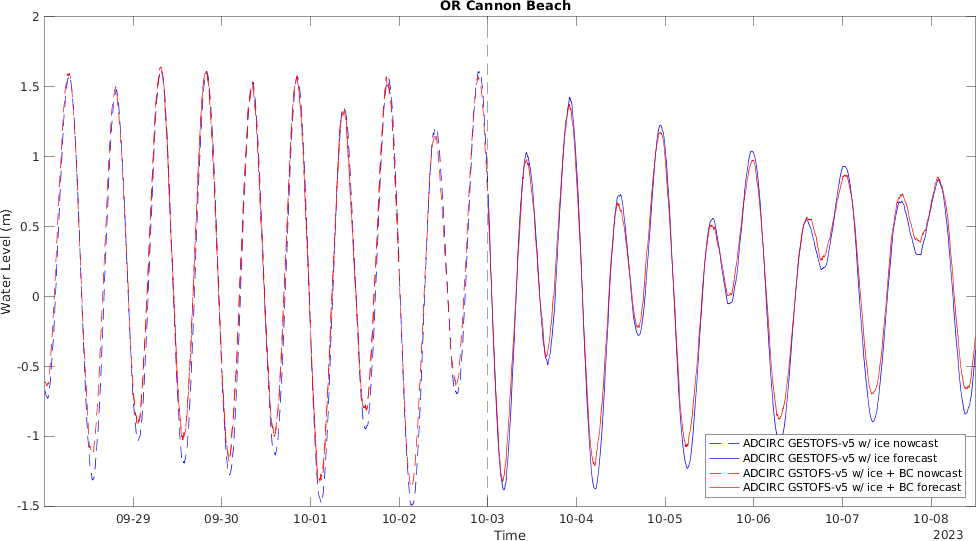 OR Cannon Beach
2
1.5
1
0.5
0
-0.5
-1
-1.5
Water Level (m)
ADCIRC GESTOFS-v5 w/ ice nowcast
ADCIRC GESTOFS-v5 w/ ice forecast
ADCIRC GSTOFS-v5 w/ ice + BC nowcast
ADCIRC GSTOFS-v5 w/ ice + BC forecast
09-29 09-30 10-01 10-02 10-03 10-04 10-05 10-06 10-07 10-08
Time
2023